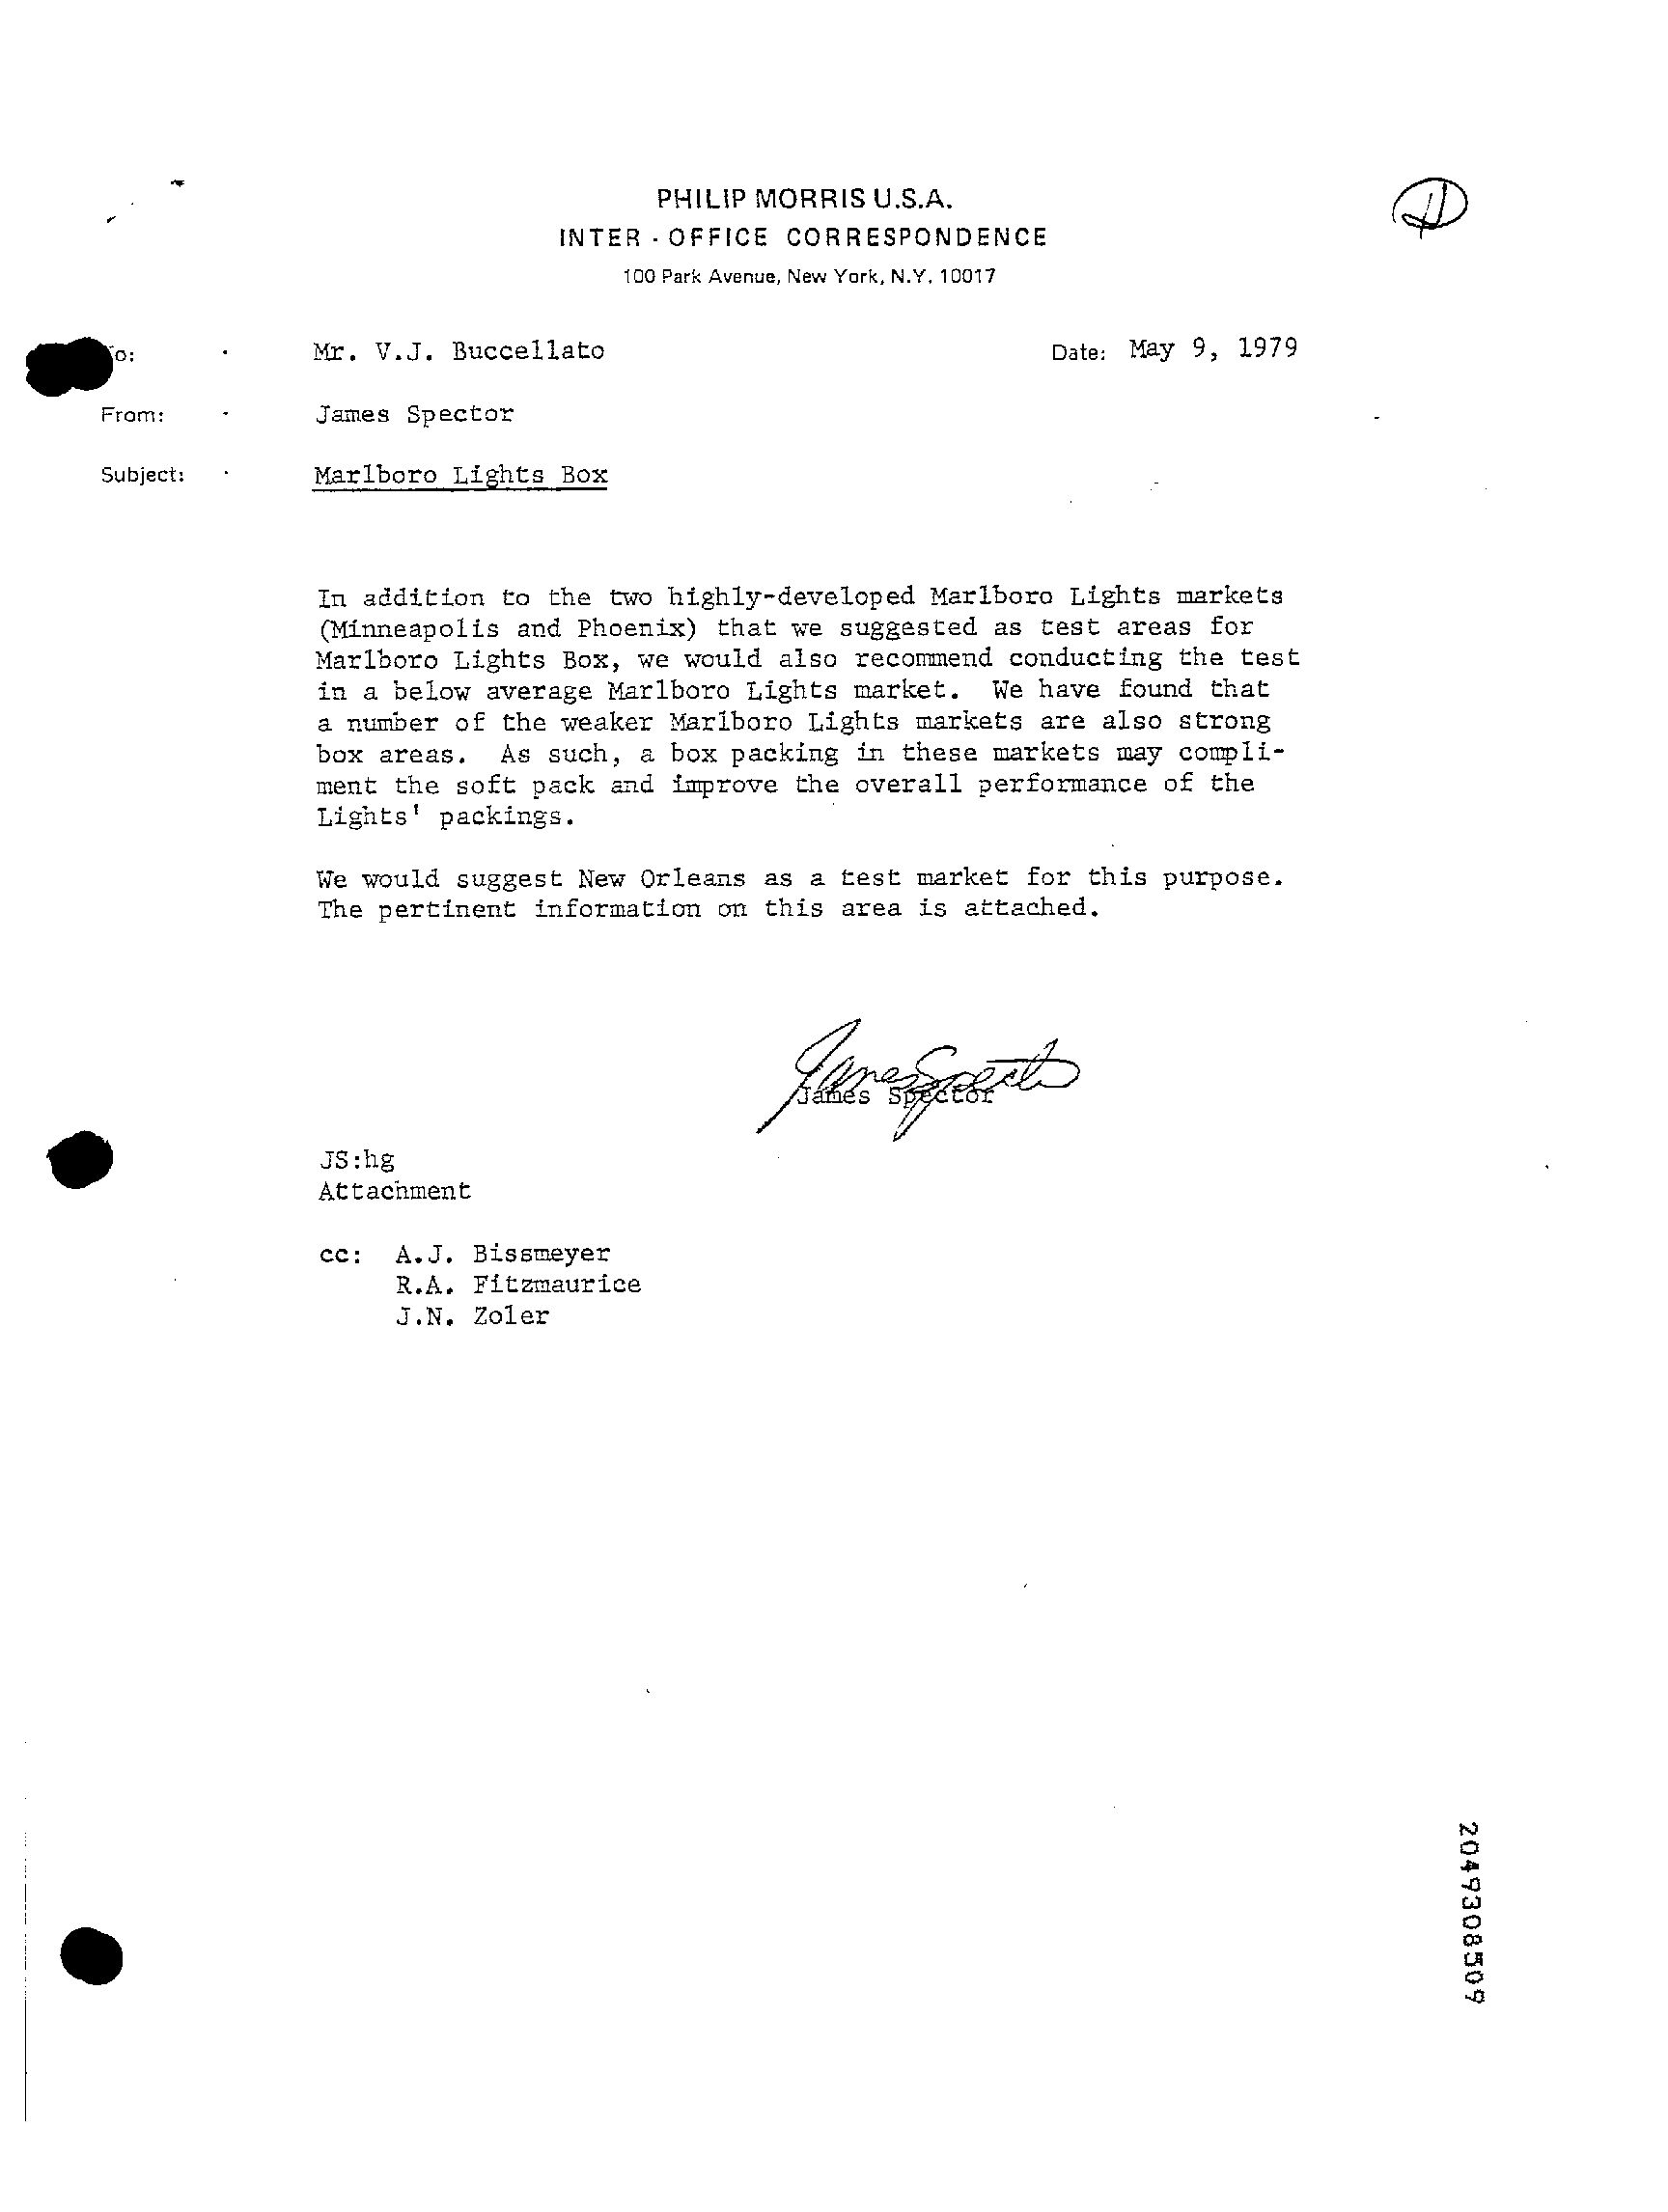 PHILIP MORRIS U.S.A.
INTER - OFFICE CORRESPONDENCE
100 Park Avenue, New York, N.Y. 10017
To: Mr. V.J. Buccellato Date: May 9, 1979
From: James Spector
Subject: Marlboro Lights Box
In addition to the two highly-developed Marlboro Lights markets
(Minneapolis and Phoenix) that we suggested as test areas for
Marlboro Lights Box, we would also recommend conducting the test
in a below average Marlboro Lights market. We have found that
a number of the weaker Marlboro Lights markets are also strong
box areas. As such, a box packing in these markets may compli-
ment the soft pack and improve the overall performance of the
Lights' packings.
We would suggest New Orleans as a test market for this purpose.
The pertinent information on this area is attached.
James Spector
James Spector
JS:hg
Attachment
cc: A.J. Bissmeyer
R.A. Fitzmaurice
J.N. Zoler
2049308509